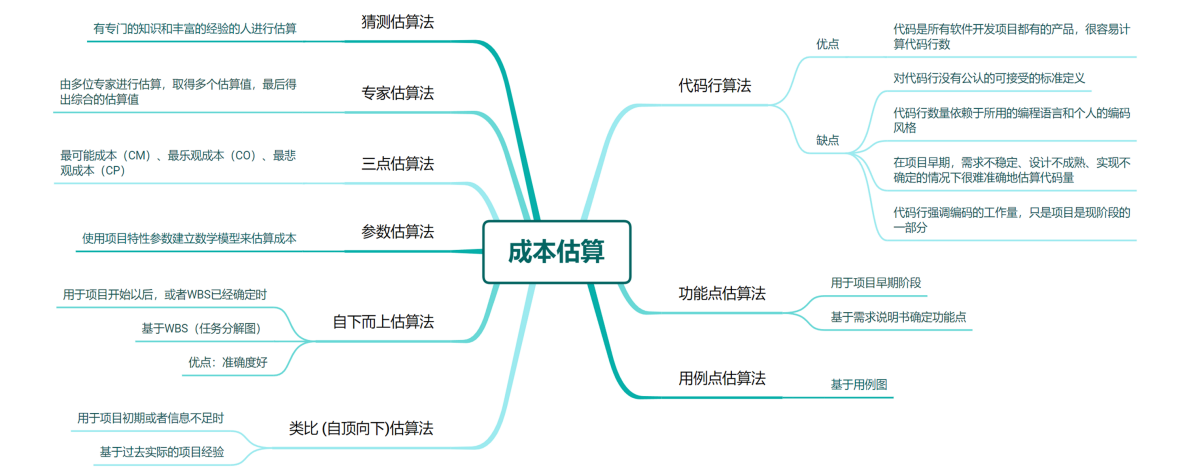 成本估算
猜测估算法
有专门的知识和丰富的经验的人进行估算
专家估算法
由多位专家进行估算，取得多个估算值，最后得
出综合的估算值
三点估算法
最可能成本（CM）、最乐观成本（CO）、最悲
观成本（CP）
参数估算法
使用项目特性参数建立数学模型来估算成本
自下而上估算法
用于项目开始以后，或者WBS已经确定时
基于WBS（任务分解图）
优点：准确度好
类比 (自顶向下)估算法
用于项目初期或者信息不足时
基于过去实际的项目经验
代码行算法
优点
代码是所有软件开发项目都有的产品，很容易计
算代码行数
缺点
对代码行没有公认的可接受的标准定义
代码行数量依赖于所用的编程语言和个人的编码
风格
在项目早期，需求不稳定、设计不成熟、实现不
确定的情况下很难准确地估算代码量
代码行强调编码的工作量，只是项目是现阶段的
一部分
功能点估算法
用于项目早期阶段
基于需求说明书确定功能点
用例点估算法
基于用例图